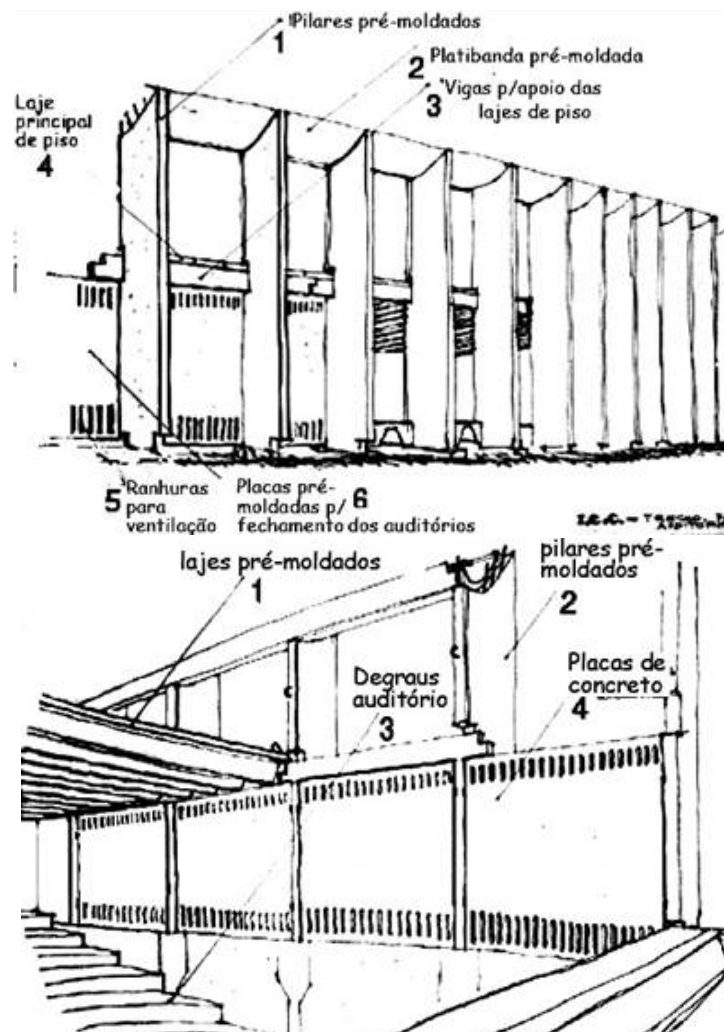 Pilares pré-moldados
1
2 Platibanda pré-moldada
3 Vigas p/apoio das
lajes de piso
Laje
principal
de piso
4
5 Ranhuras
para
ventilação
Placas pré-
moldadas p/ 6
fechamento dos auditórios
I.C.C. -
lajes pré-moldados
1
pilares pré-
moldados
2
Degraus
auditório
3
Placas de
concreto
4